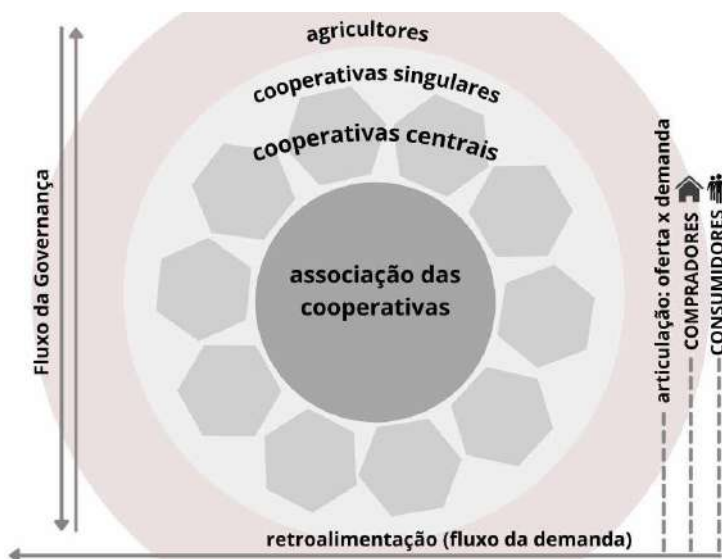 agricultores
cooperativas singulares
cooperativas centrais
associação das
cooperativas
Fluxo da Governança
articulação: oferta x demanda
COMPRADORES
CONSUMIDORES
retroalimentação (fluxo da demanda)